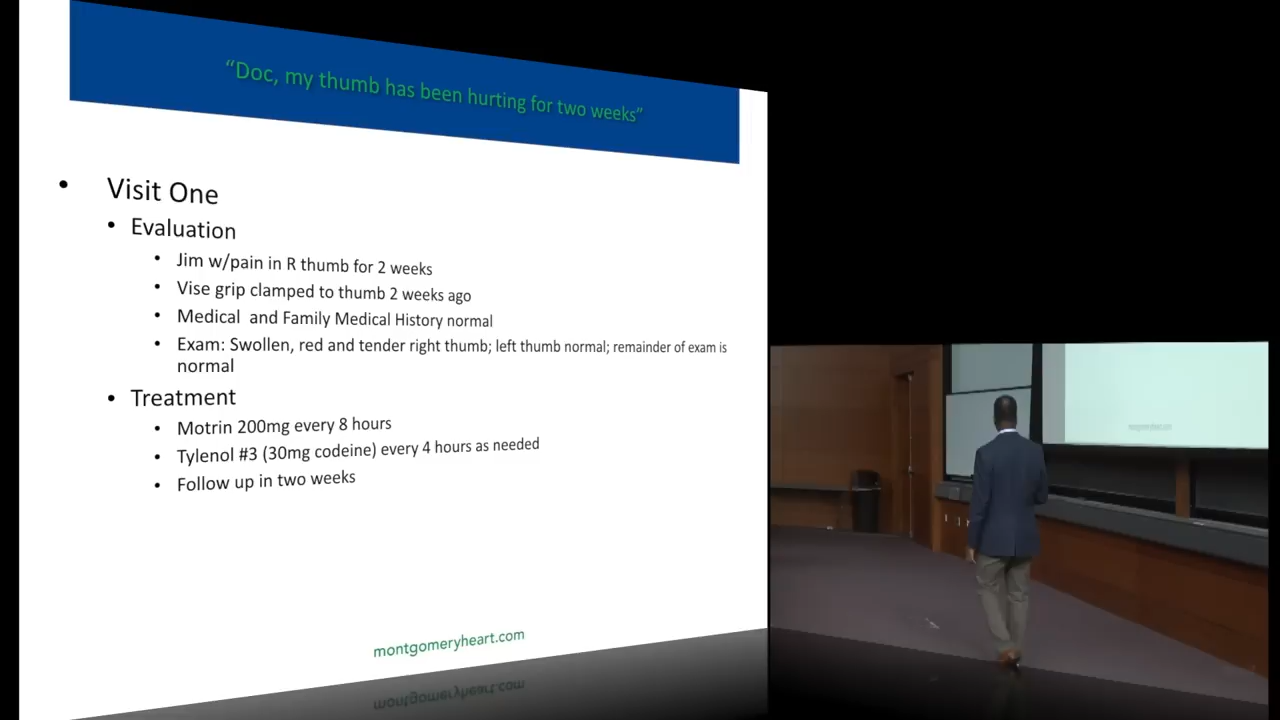 “Doc, my thumb has been hurting for two weeks”
• Visit One
• Evaluation
• Jim w/pain in R thumb for 2 weeks
• Vise grip clamped to thumb 2 weeks ago
• Medical and Family Medical History normal
• Exam: Swollen, red and tender right thumb; left thumb normal; remainder of exam is
normal
• Treatment
• Motrin 200mg every 8 hours
• Tylenol #3 (30mg codeine) every 4 hours as needed
• Follow up in two weeks
montgomeryheart.com
montgomeryheart.com